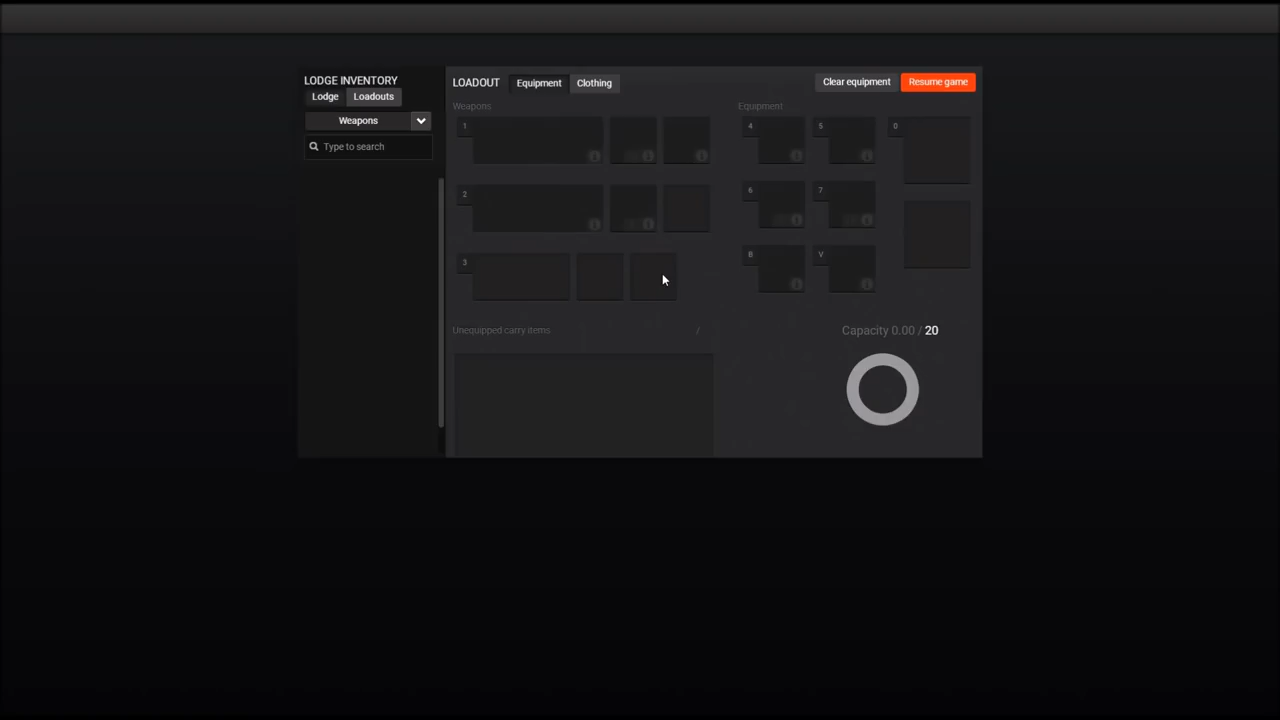 LODGE INVENTORY
Lodge Loadouts
Weapons
Type to search
LOADOUT Equipment Clothing
Clear equipment Resume game
Weapons
1
2
3
Equipment
4 5 0
6 7
B V
Unequipped carry items /
Capacity 0.00 / 20